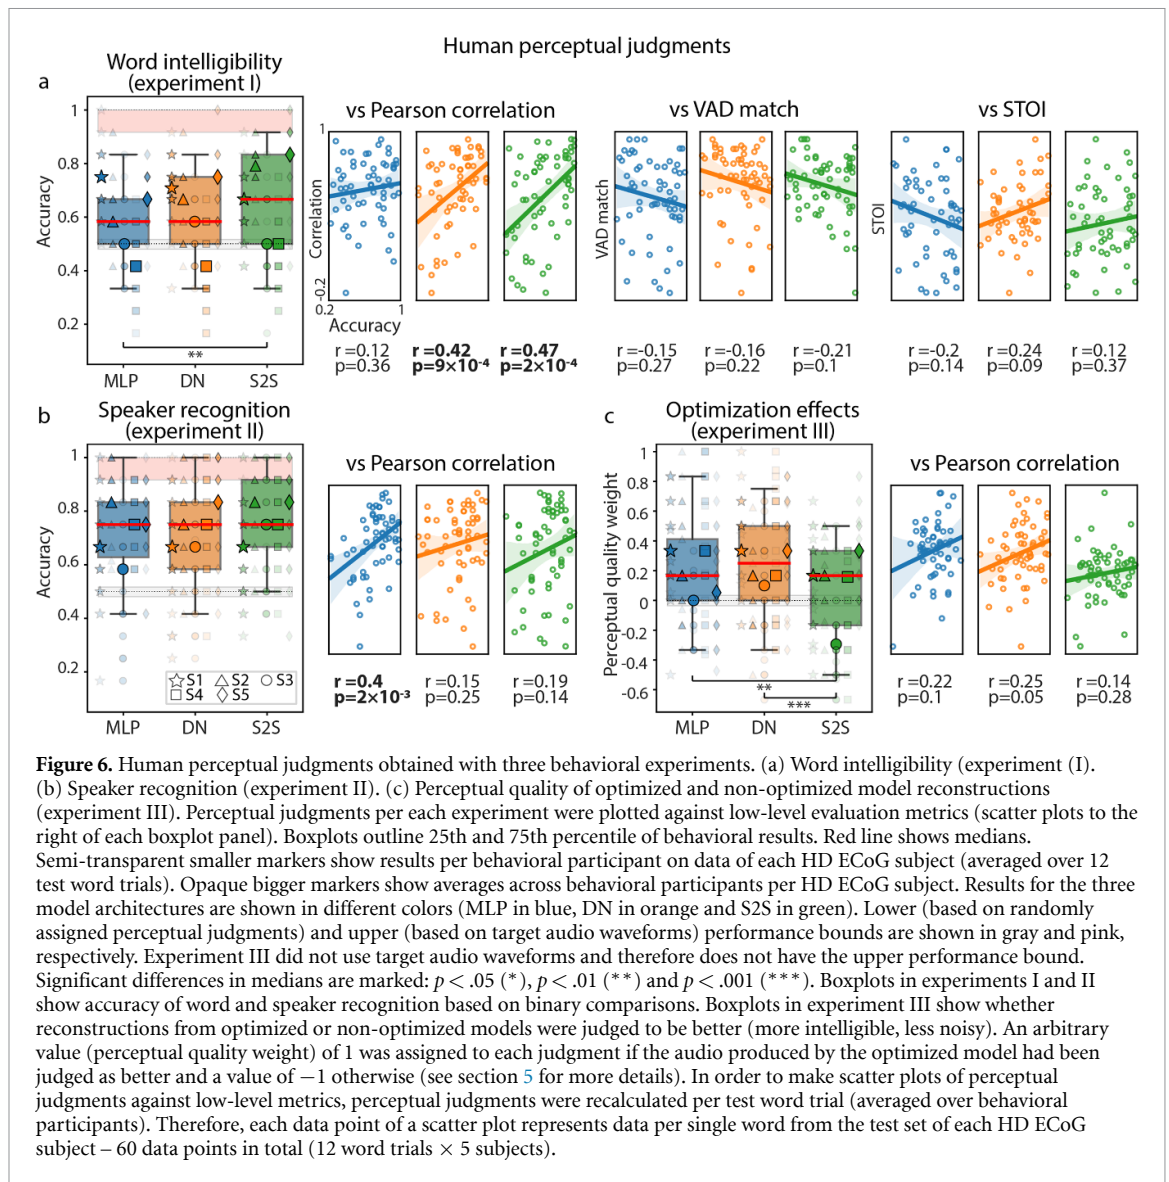 Human perceptual judgments
a
Word intelligibility
(experiment I)
Accuracy
1
0.8
0.6
0.4
0.2
**
MLP
DN
S2S
vs Pearson correlation
Correlation
1
-0.2
0.2
1
Accuracy
r =0.12
p=0.36
r =0.42
p=9×10-4
r =0.47
p=2×10-4
vs VAD match
VAD match
r =-0.15
p=0.27
r =-0.16
p=0.22
r =-0.21
p=0.1
vs STOI
STOI
r =-0.2
p=0.14
r =0.24
p=0.09
r =0.12
p=0.37
b
Speaker recognition
(experiment II)
Accuracy
1
0.8
0.6
0.4
0.2
S1
S2
S3
S4
S5
MLP
DN
S2S
vs Pearson correlation
r =0.4
p=2×10-3
r =0.15
p=0.25
r =0.19
p=0.14
c
Optimization effects
(experiment III)
Perceptual quality weight
1
0.8
0.6
0.4
0.2
0
-0.2
-0.4
-0.6
**
***
MLP
DN
S2S
vs Pearson correlation
r =0.22
p=0.1
r =0.25
p=0.05
r =0.14
p=0.28
Figure 6. Human perceptual judgments obtained with three behavioral experiments. (a) Word intelligibility (experiment (I).
(b) Speaker recognition (experiment II). (c) Perceptual quality of optimized and non-optimized model reconstructions
(experiment III). Perceptual judgments per each experiment were plotted against low-level evaluation metrics (scatter plots to the
right of each boxplot panel). Boxplots outline 25th and 75th percentile of behavioral results. Red line shows medians.
Semi-transparent smaller markers show results per behavioral participant on data of each HD ECoG subject (averaged over 12
test word trials). Opaque bigger markers show averages across behavioral participants per HD ECoG subject. Results for the three
model architectures are shown in different colors (MLP in blue, DN in orange and S2S in green). Lower (based on randomly
assigned perceptual judgments) and upper (based on target audio waveforms) performance bounds are shown in gray and pink,
respectively. Experiment III did not use target audio waveforms and therefore does not have the upper performance bound.
Significant differences in medians are marked: p < .05 (*), p < .01 (**) and p < .001 (***). Boxplots in experiments I and II
show accuracy of word and speaker recognition based on binary comparisons. Boxplots in experiment III show whether
reconstructions from optimized or non-optimized models were judged to be better (more intelligible, less noisy). An arbitrary
value (perceptual quality weight) of 1 was assigned to each judgment if the audio produced by the optimized model had been
judged as better and a value of −1 otherwise (see section 5 for more details). In order to make scatter plots of perceptual
judgments against low-level metrics, perceptual judgments were recalculated per test word trial (averaged over behavioral
participants). Therefore, each data point of a scatter plot represents data per single word from the test set of each HD ECoG
subject – 60 data points in total (12 word trials × 5 subjects).